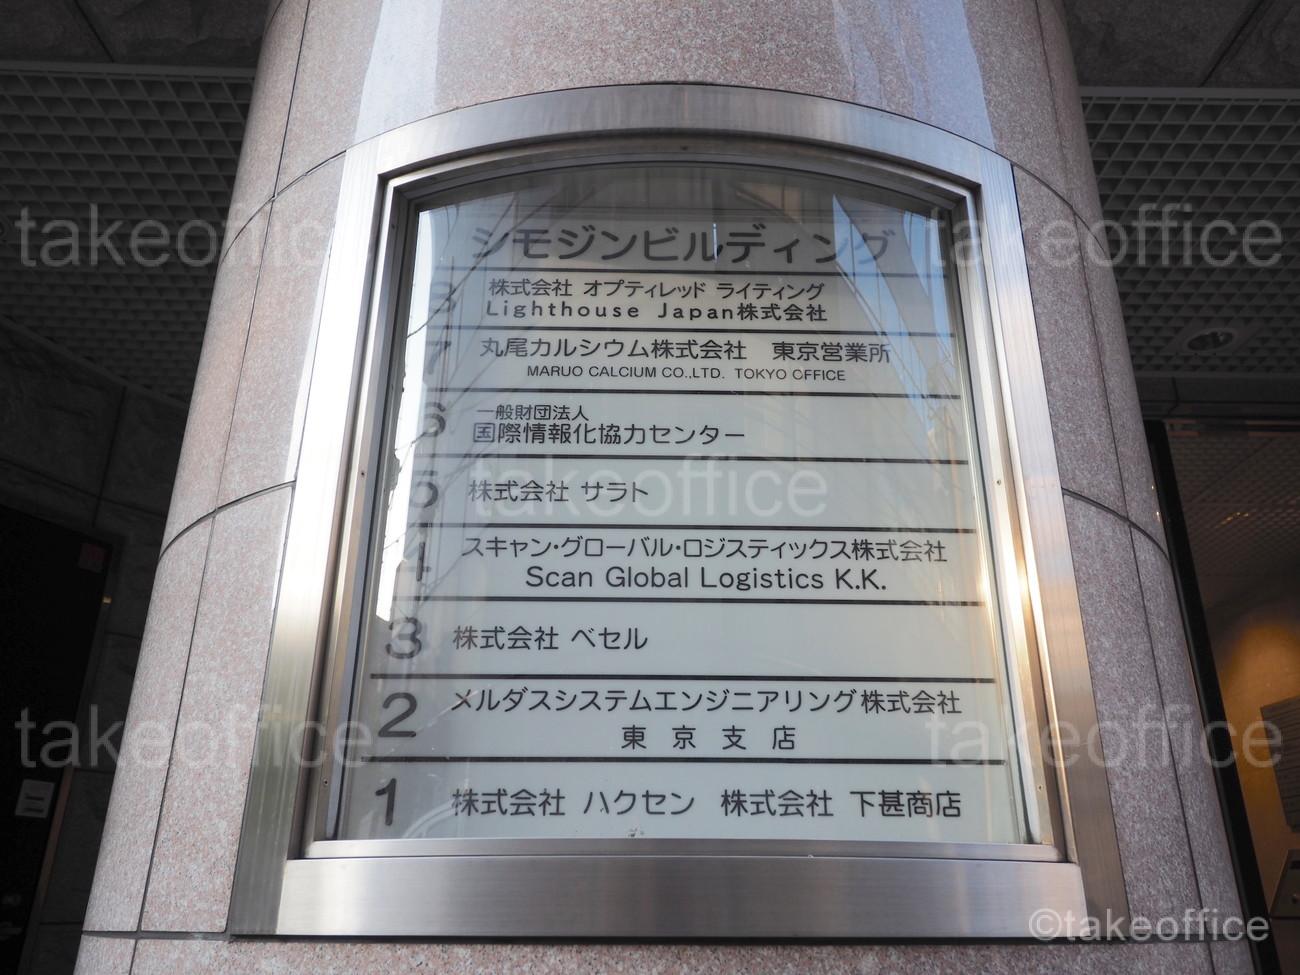 シモジンビルディング
8 株式会社 オプティレッド ライティング
Lighthouse Japan株式会社
7 丸尾カルシウム株式会社 東京営業所
MARUO CALCIUM CO.,LTD. TOKYO OFFICE
6 一般財団法人
国際情報化協力センター
5 株式会社 サラト
4 スキャン・グローバル・ロジスティックス株式会社
Scan Global Logistics K.K.
3 株式会社 ベセル
2 メルダスシステムエンジニアリング株式会社
東京支店
1 株式会社 ハクセン 株式会社 下甚商店
takeoffice
takeoffice
takeoffice
takeoffice
takeoffice
©takeoffice